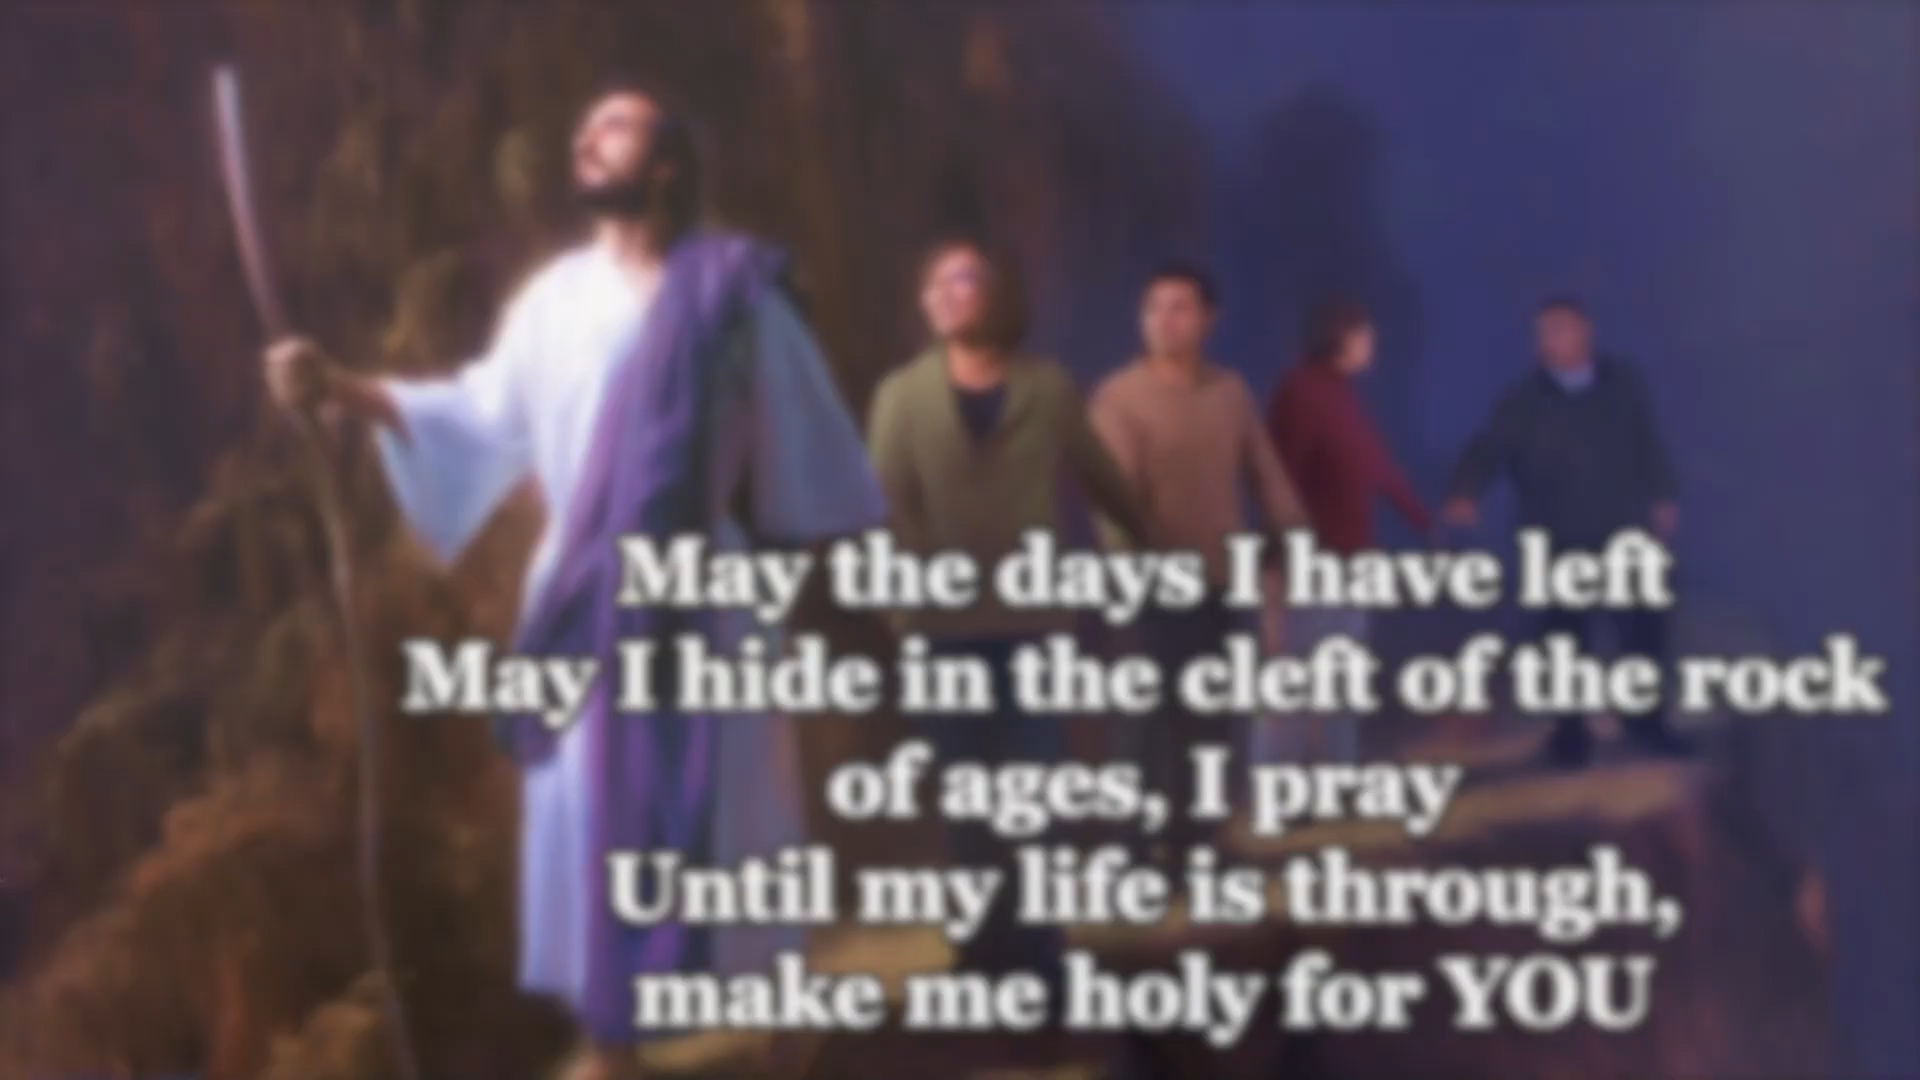 May the days I have left
May I hide in the cleft of the rock
of ages, I pray
Until my life is through,
make me holy for YOU